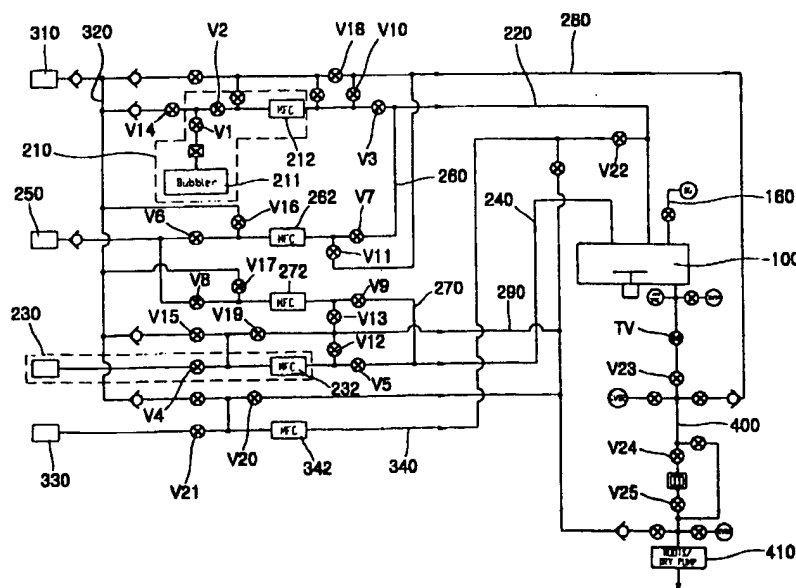 310
320
V2
V18
V10
220
280
V14
V1
MFC
212
V3
V22
210
Bubbler
211
260
160
250
V6
V16
262
V7
240
MFC
V11
100
V8
V17
272
V9
270
MFC
V13
290
TV
230
V15
V19
V12
V23
MFC
V4
232
V5
400
330
V20
MFC
340
V24
V21
342
V25
DRY PUMP
410